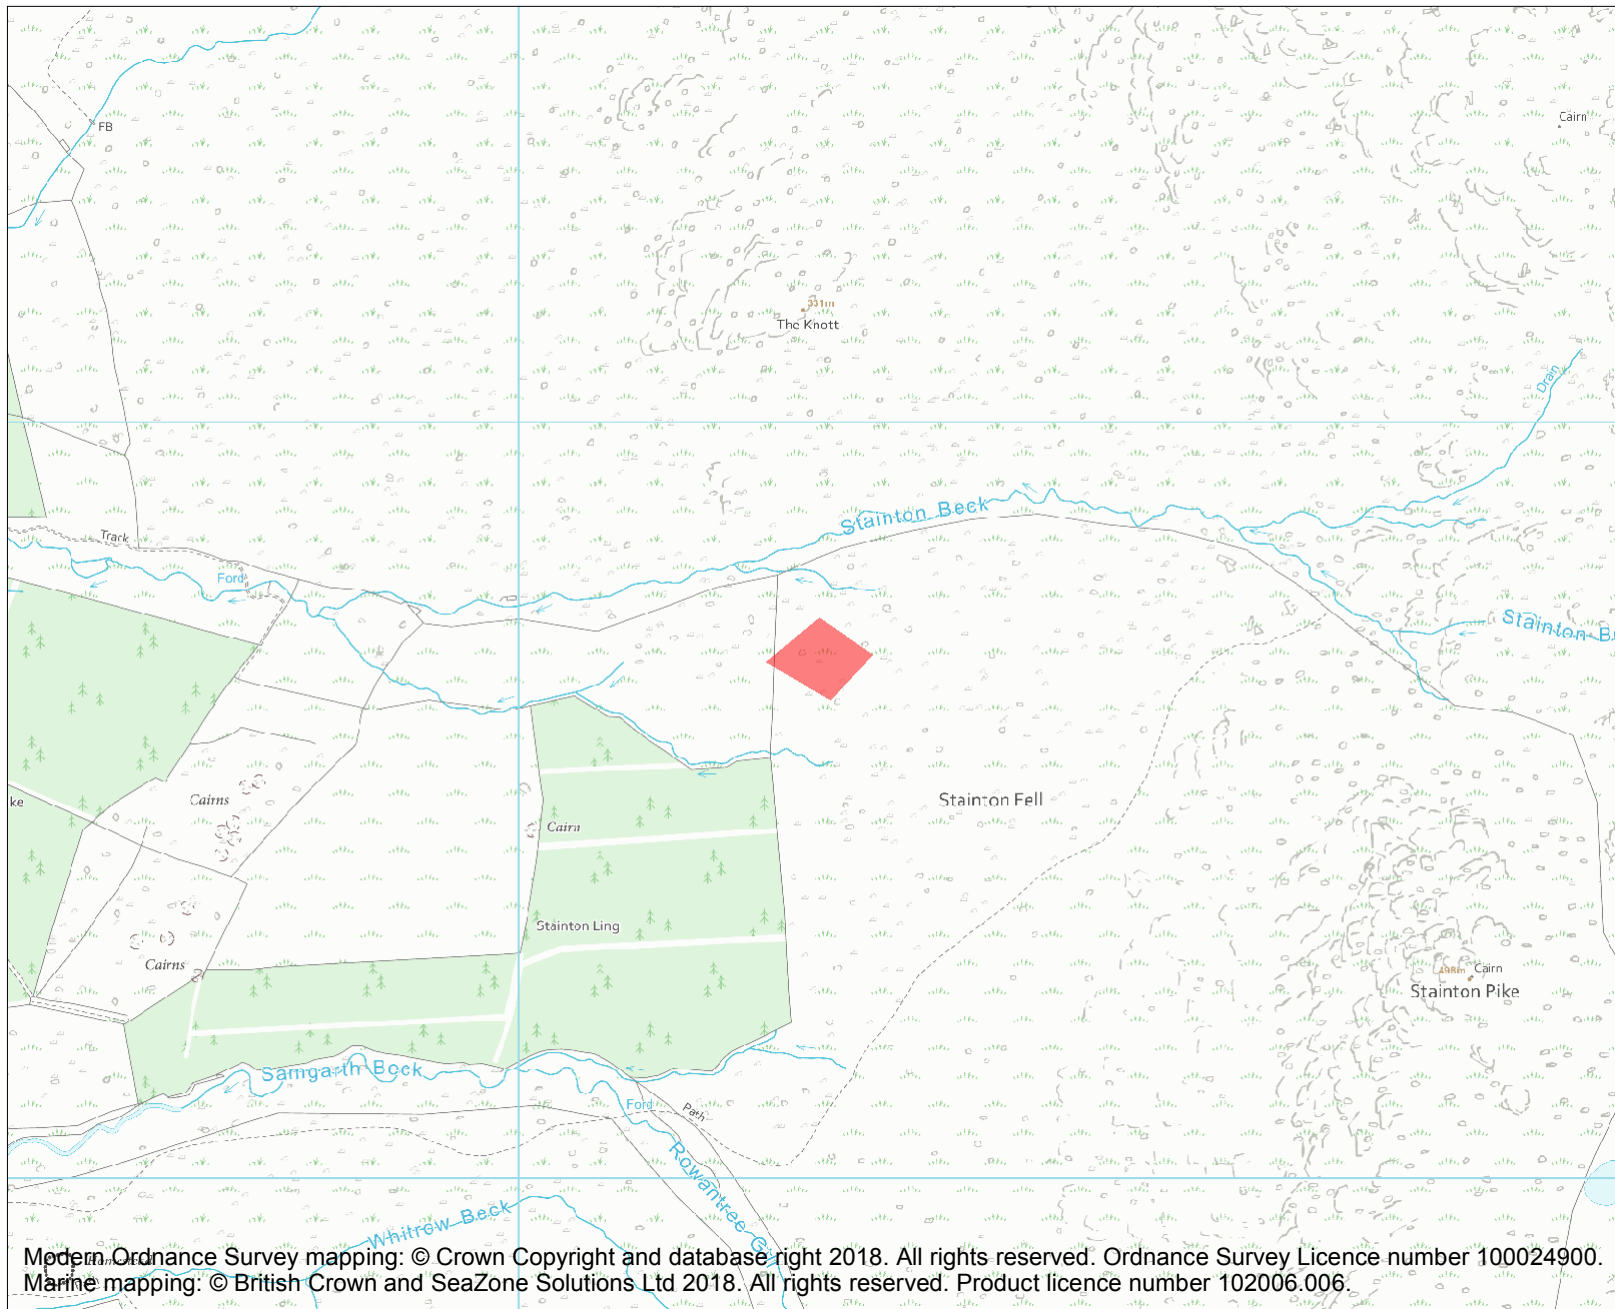 FB
Cairn
331m
The Knott
Drain
Stainton Beck
Track
Ford
Stainton B
Cairns
ke
Stainton Fell
Cairn
Stainton Ling
Cairns
498m
Cairn
Stainton Pike
Samgarth Beck
Ford
Path
Rowantree Gill
Whitrow Beck
Modern Ordnance Survey mapping: © Crown Copyright and database right 2018. All rights reserved. Ordnance Survey Licence number 100024900.
Marine mapping: © British Crown and SeaZone Solutions Ltd 2018. All rights reserved. Product licence number 102006.006.